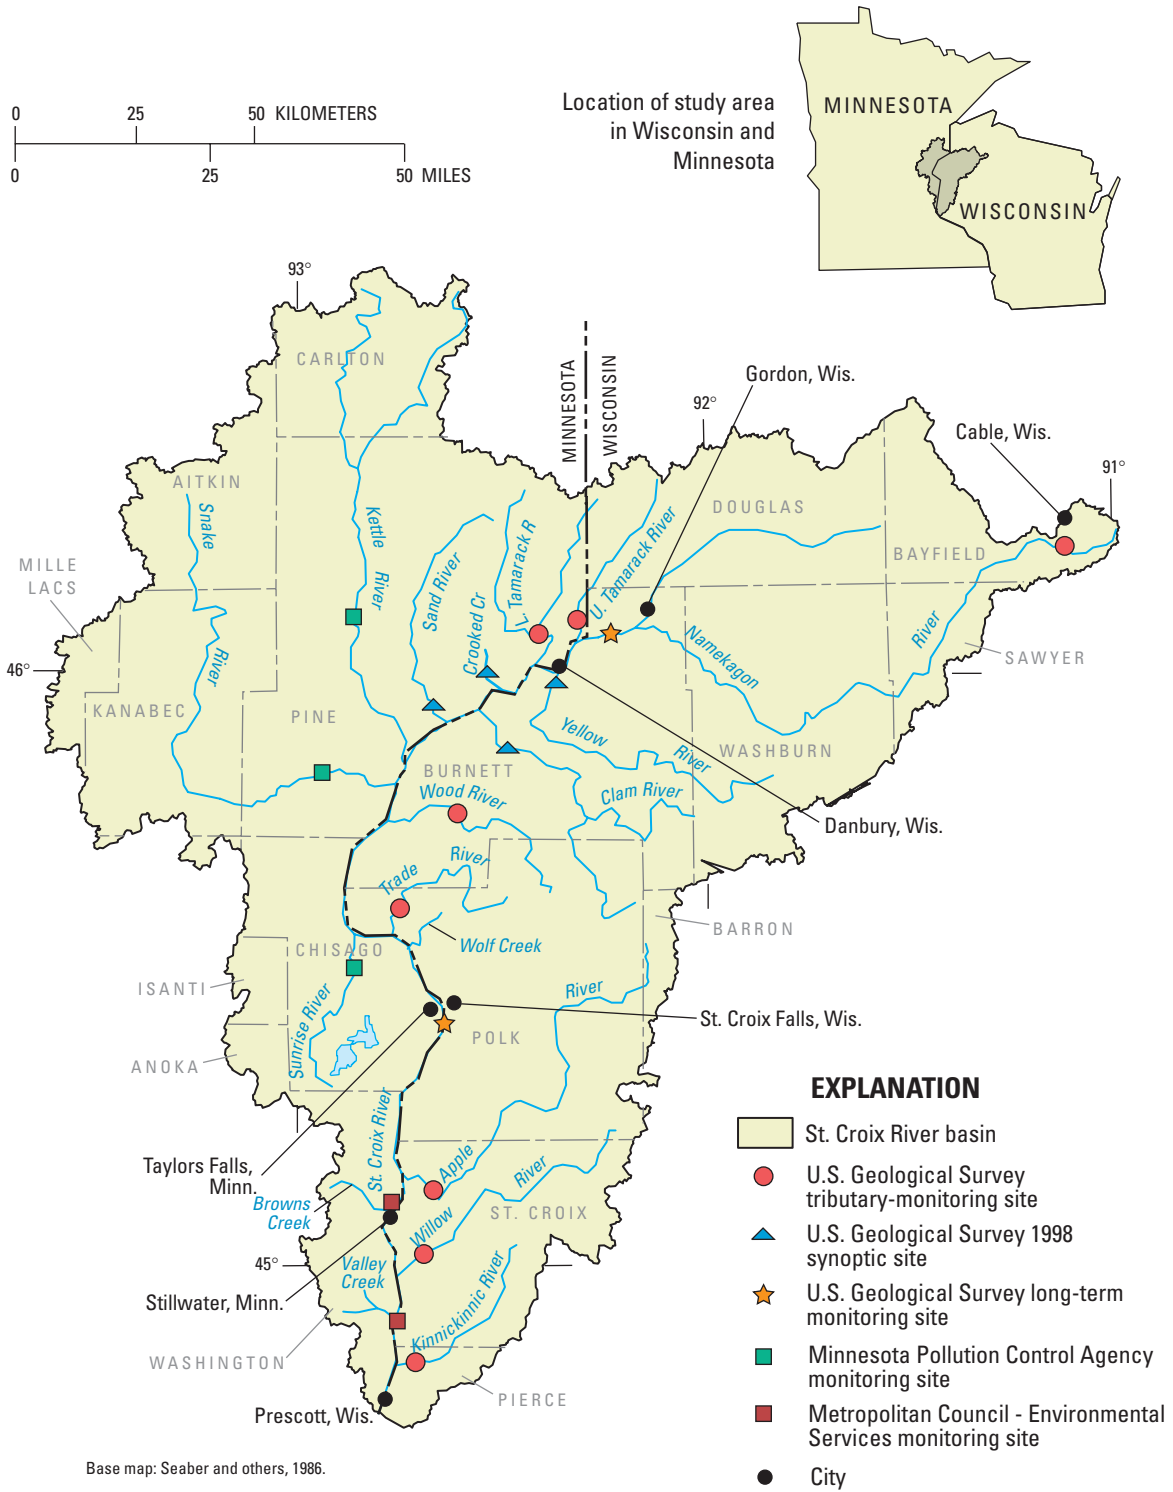 0
25
50 KILOMETERS
0
25
50 MILES
Location of study area
in Wisconsin and
Minnesota
MINNESOTA
WISCONSIN
93°
CARLTON
MINNESOTA
WISCONSIN
Gordon, Wis.
92°
Cable, Wis.
91°
AITKIN
Snake
River
Kettle
River
Sand River
Crooked Cr
L. Tamarack R
U. Tamarack River
DOUGLAS
BAYFIELD
MILLE
LACS
Namekagon
River
SAWYER
46°
KANABEC
PINE
BURNETT
Yellow
River
WASHBURN
Clam River
Wood River
Danbury, Wis.
Trade
River
Wolf Creek
BARRON
CHISAGO
ISANTI
River
St. Croix Falls, Wis.
Sunrise River
POLK
ANOKA
St. Croix River
Taylors Falls,
Minn.
Apple
River
Browns
Creek
Willow
ST. CROIX
45°
Valley
Creek
Stillwater, Minn.
Kinnickinnic River
WASHINGTON
PIERCE
Prescott, Wis.
EXPLANATION
St. Croix River basin
U.S. Geological Survey
tributary-monitoring site
U.S. Geological Survey 1998
synoptic site
U.S. Geological Survey long-term
monitoring site
Minnesota Pollution Control Agency
monitoring site
Metropolitan Council - Environmental
Services monitoring site
City
Base map: Seaber and others, 1986.